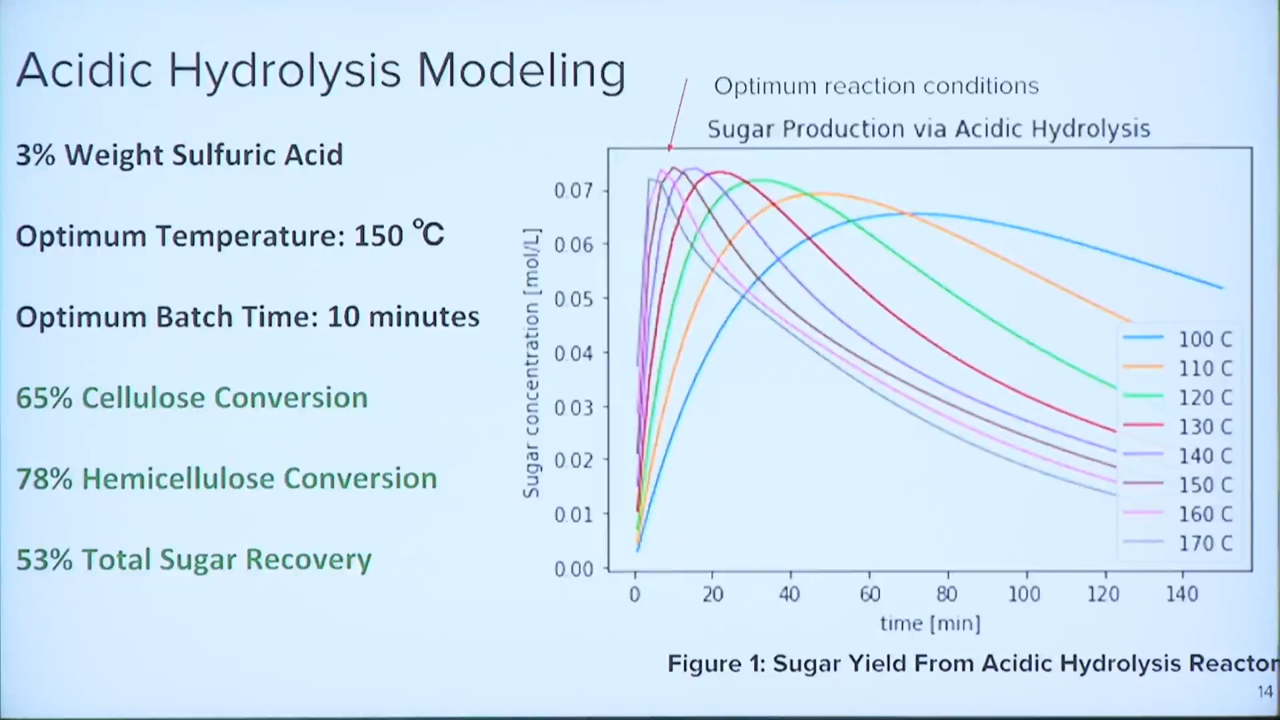 Acidic Hydrolysis Modeling
3% Weight Sulfuric Acid
Optimum Temperature: 150 ℃
Optimum Batch Time: 10 minutes
65% Cellulose Conversion
78% Hemicellulose Conversion
53% Total Sugar Recovery
Optimum reaction conditions
Sugar Production via Acidic Hydrolysis
Sugar concentration [mol/L]
0.07
0.06
0.05
0.04
0.03
0.02
0.01
0.00
0 20 40 60 80 100 120 140
time [min]
100 C
110 C
120 C
130 C
140 C
150 C
160 C
170 C
Figure 1: Sugar Yield From Acidic Hydrolysis Reactor
14